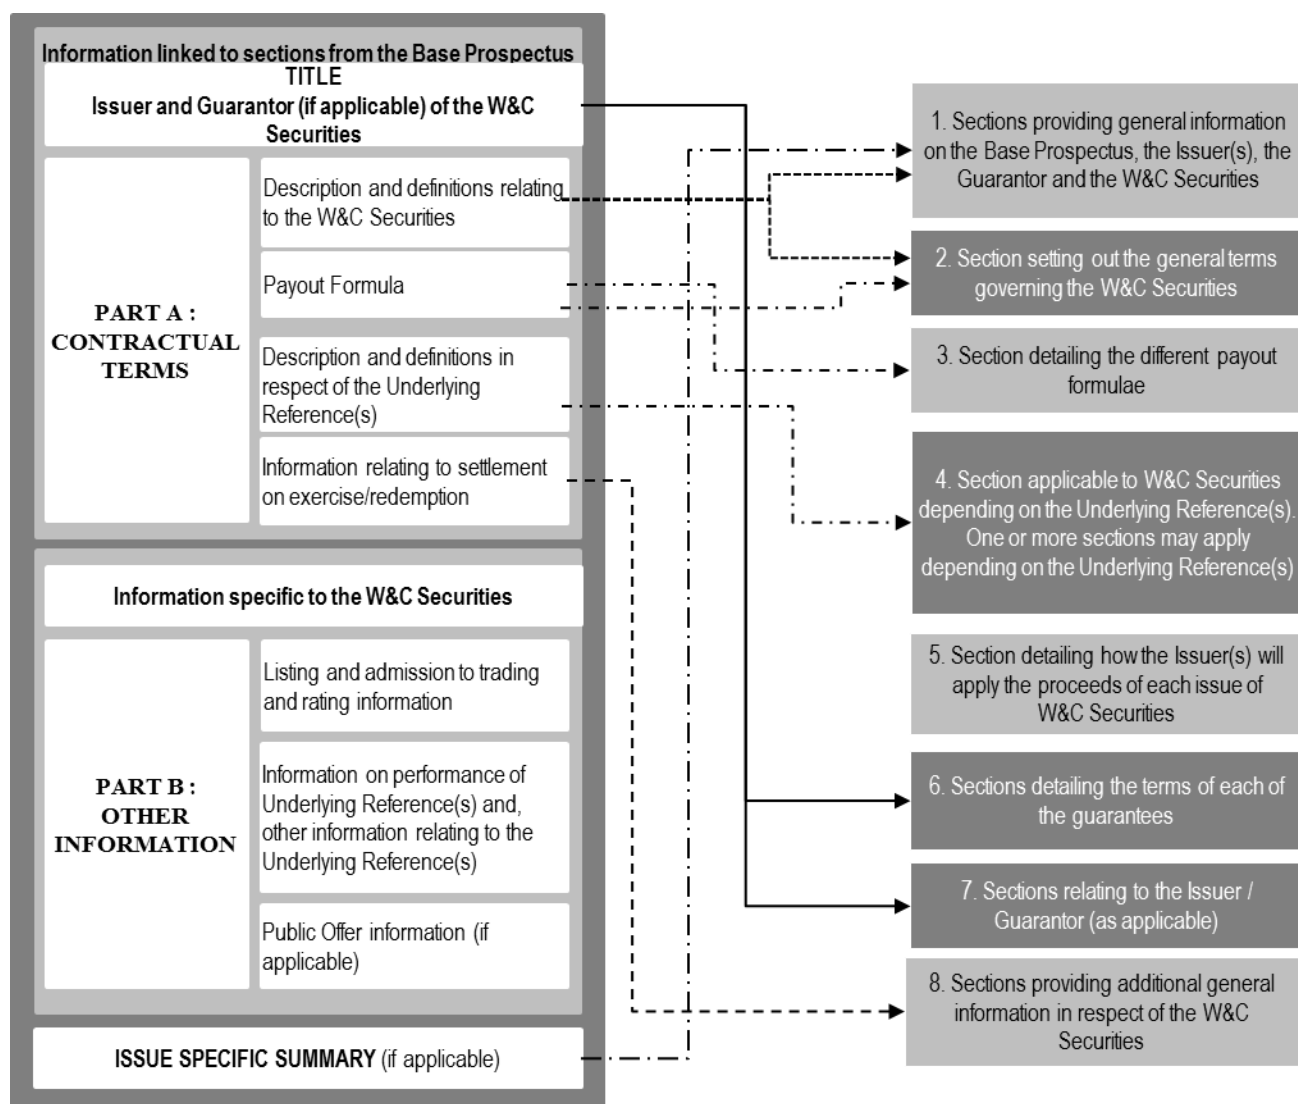 Information linked to sections from the Base Prospectus
TITLE
Issuer and Guarantor (if applicable) of the W&C
Securities
PART A :
CONTRACTUAL
TERMS
Description and definitions relating
to the W&C Securities
Payout Formula
Description and definitions in
respect of the Underlying
Reference(s)
Information relating to settlement
on exercise/redemption
Information specific to the W&C Securities
PART B :
OTHER
INFORMATION
Listing and admission to trading
and rating information
Information on performance of
Underlying Reference(s) and,
other information relating to the
Underlying Reference(s)
Public Offer information (if
applicable)
ISSUE SPECIFIC SUMMARY (if applicable)
1. Sections providing general information
on the Base Prospectus, the Issuer(s), the
Guarantor and the W&C Securities
2. Section setting out the general terms
governing the W&C Securities
3. Section detailing the different payout
formulae
4. Section applicable to W&C Securities
depending on the Underlying Reference(s).
One or more sections may apply
depending on the Underlying Reference(s)
5. Section detailing how the Issuer(s) will
apply the proceeds of each issue of
W&C Securities
6. Sections detailing the terms of each of
the guarantees
7. Sections relating to the Issuer /
Guarantor (as applicable)
8. Sections providing additional general
information in respect of the W&C
Securities